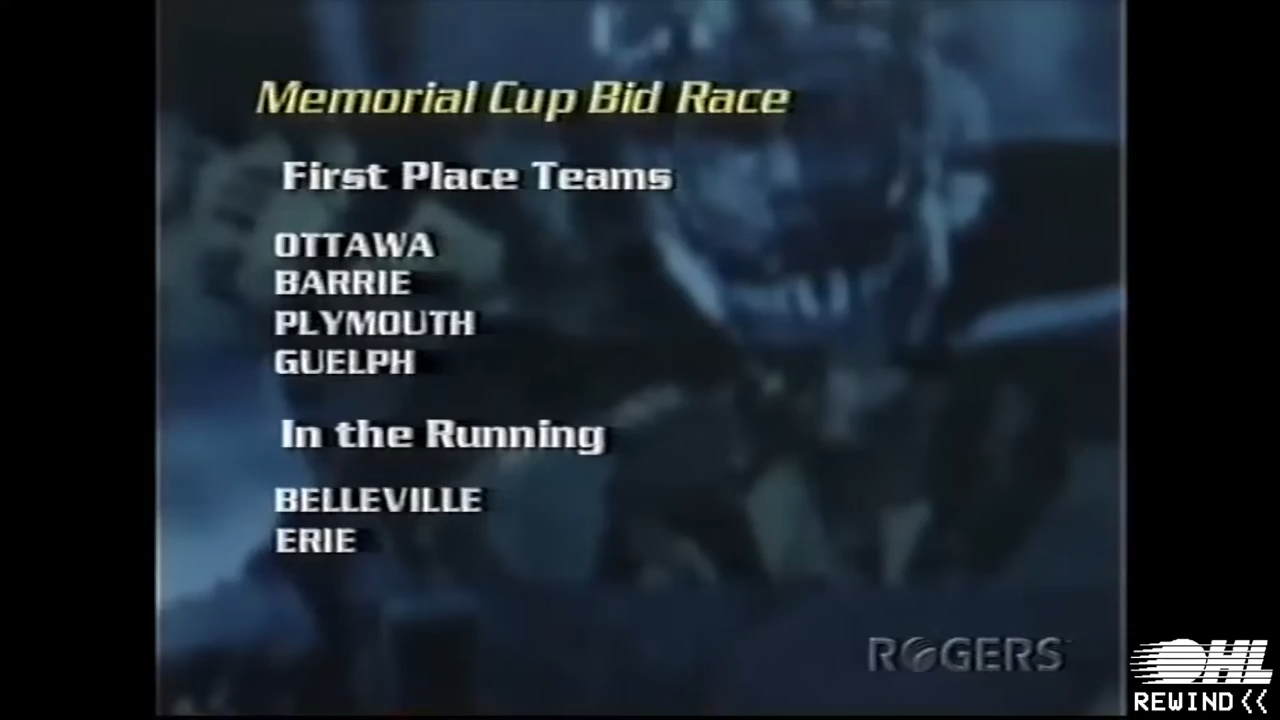 Memorial Cup Bid Race
First Place Teams
OTTAWA
BARRIE
PLYMOUTH
GUELPH
In the Running
BELLEVILLE
ERIE
ROGERS
OHL
REWIND <<